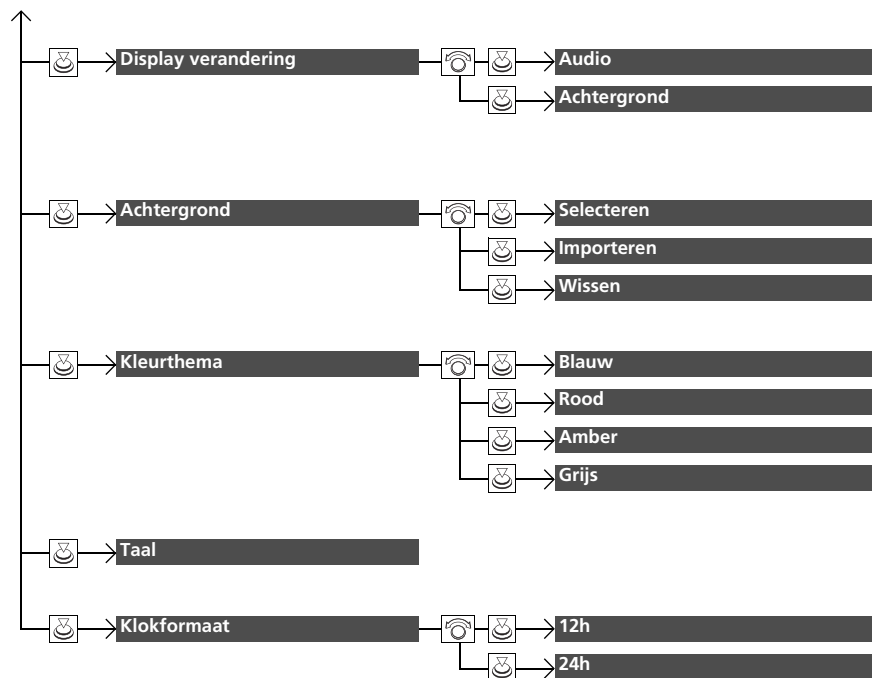 Display verandering
Audio
Achtergrond
Achtergrond
Selecteren
Importeren
Wissen
Kleurthema
Blauw
Rood
Amber
Grijs
Taal
Klokformaat
12h
24h